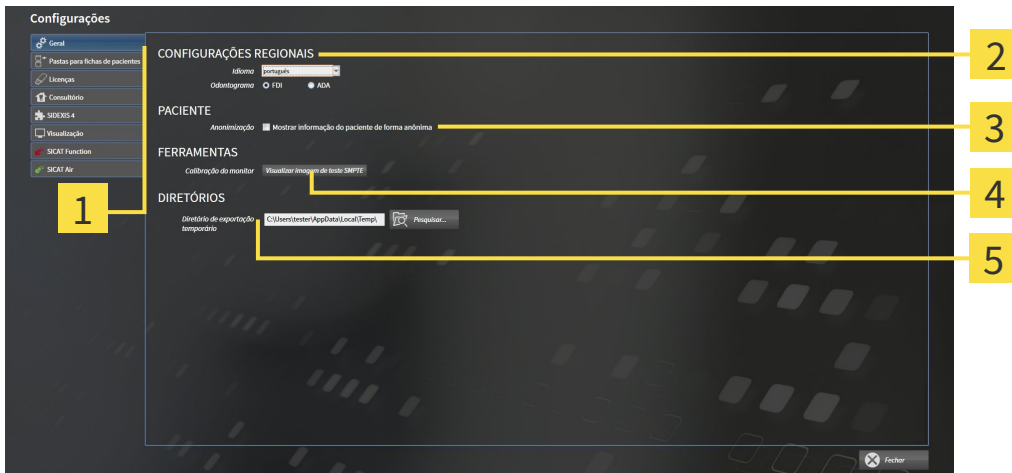 Configurações
Geral
Pastas para fichas de pacientes
Licenças
Consultório
SIDEXIS 4
Visualização
SICAT Function
SICAT Air
1
CONFIGURAÇÕES REGIONAIS
Idioma português
Odontograma FDI ADA
PACIENTE
Anonimização Mostrar informação do paciente de forma anônima
FERRAMENTAS
Calibração do monitor Visualizar imagem de teste SMPTE
DIRETÓRIOS
Diretório de exportação temporário C:\Users\tester\AppData\Local\Temp\ Pesquisar...
2
3
4
5
Fechar